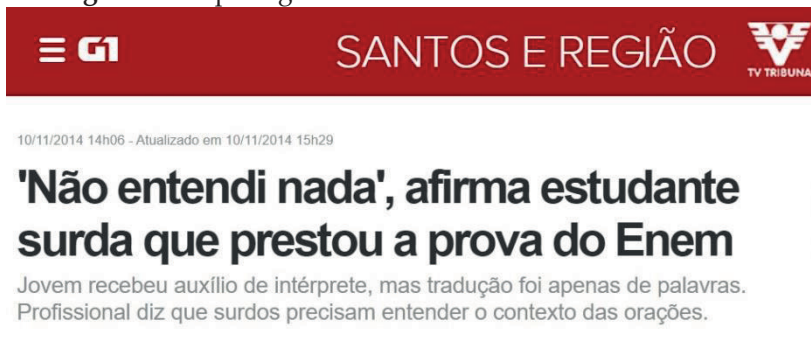 G1
SANTOS E REGIÃO
TV TRIBUNA
10/11/2014 14h06 - Atualizado em 10/11/2014 15h29
'Não entendi nada', afirma estudante
surda que prestou a prova do Enem
Jovem recebeu auxílio de intérprete, mas tradução foi apenas de palavras.
Profissional diz que surdos precisam entender o contexto das orações.